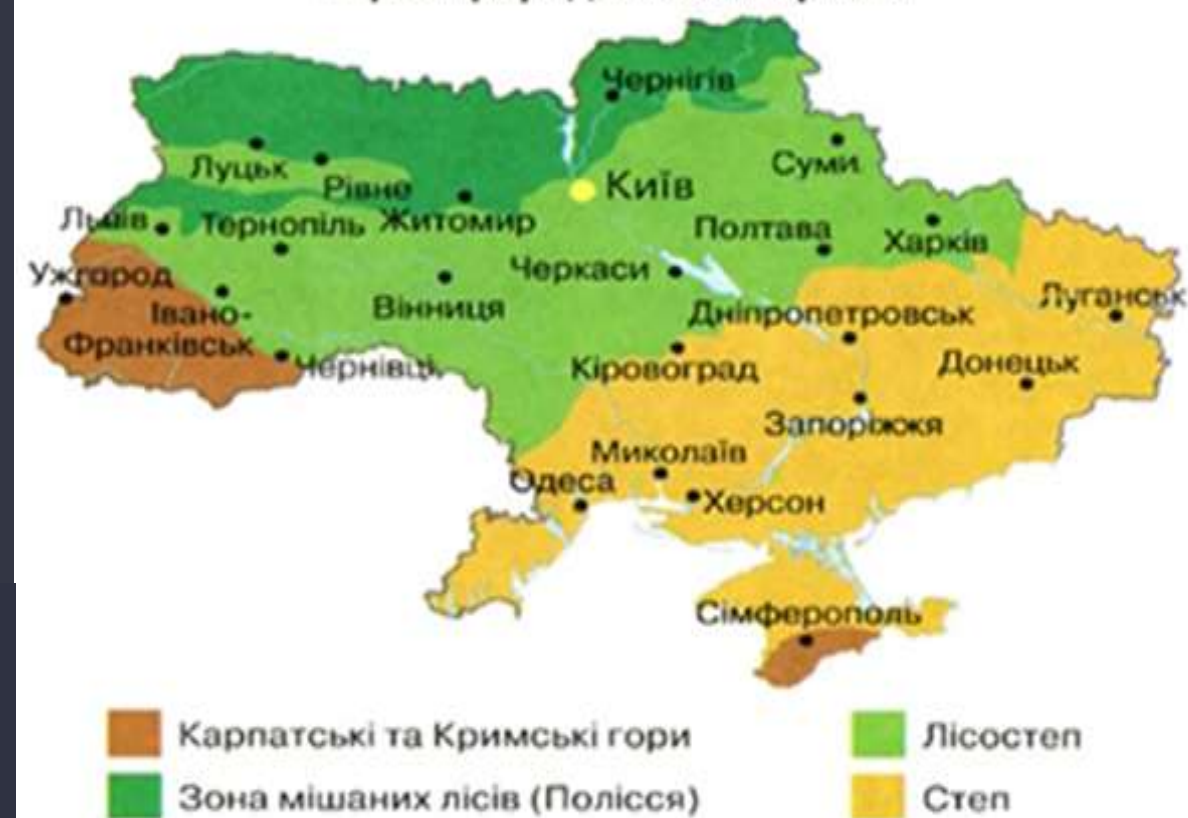 Чернігів
Луцьк
Рівне
Київ
Суми
Львів
Тернопіль
Житомир
Полтава
Харків
Ужгород
Черкаси
Івано-
Франківськ
Вінниця
Дніпропетровськ
Луганськ
Чернівці
Кіровоград
Донецьк
Запоріжжя
Миколаїв
Одеса
Херсон
Сімферополь
Карпатські та Кримські гори
Лісостеп
Зона мішаних лісів (Полісся)
Степ